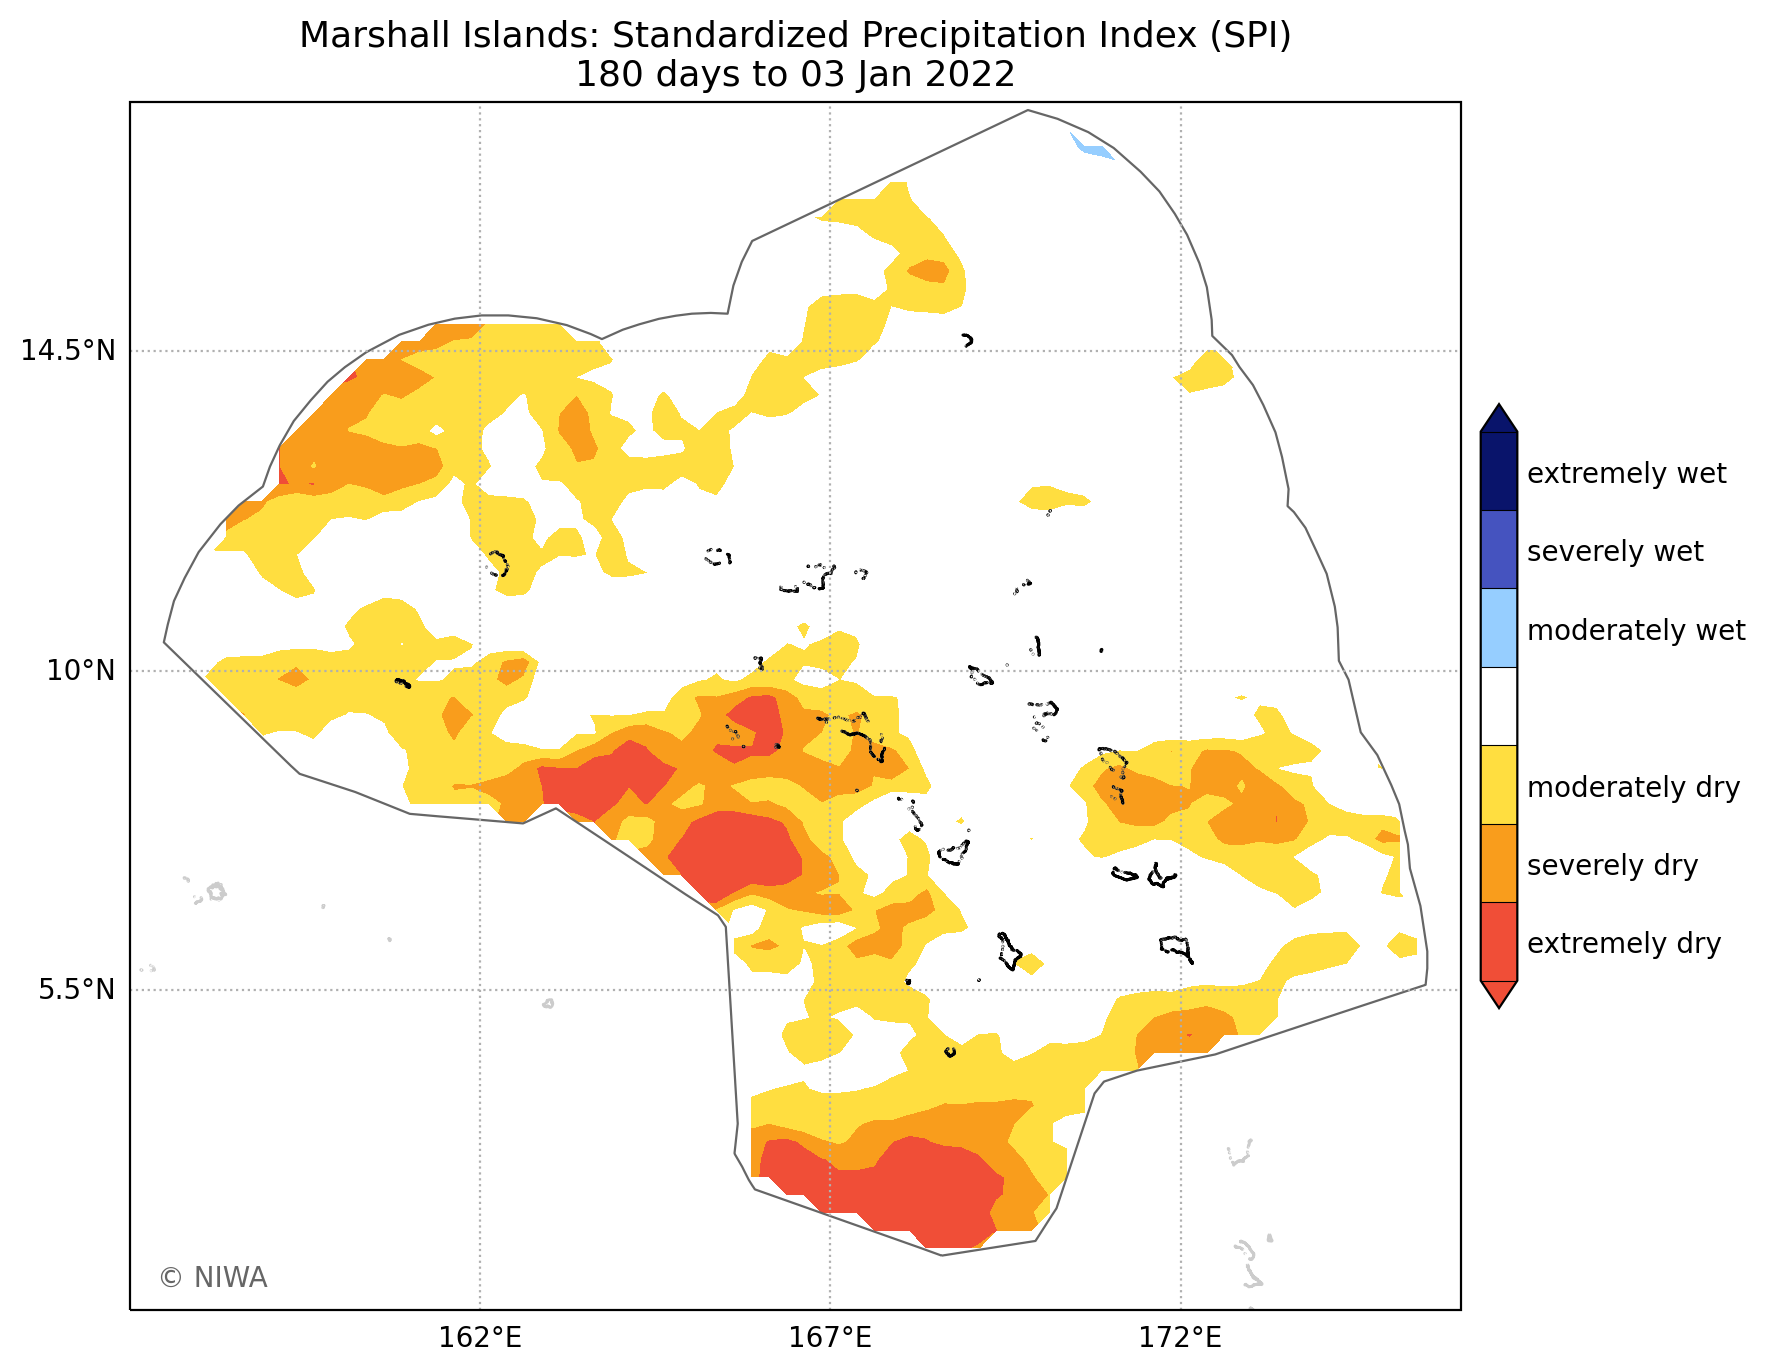 Marshall Islands: Standardized Precipitation Index (SPI)
180 days to 03 Jan 2022
14.5°N
10°N
5.5°N
162°E
167°E
172°E
extremely wet
severely wet
moderately wet
moderately dry
severely dry
extremely dry
© NIWA